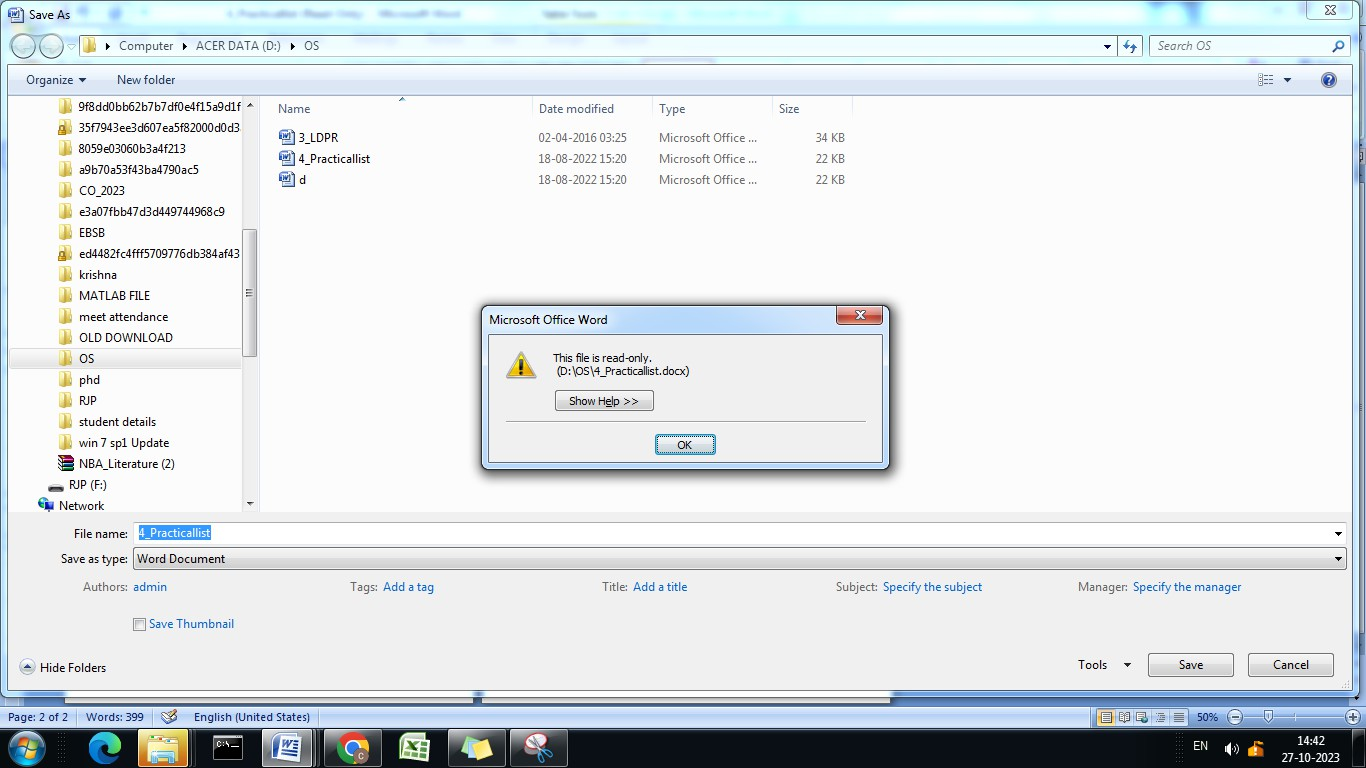 Save As
Computer ACER DATA (D:) OS
Search OS
Organize New folder
9f8dd0bb62b7b7df0e4f15a9d1f
35f7943ee3d607ea5f82000d0d3
8059e03060b3a4f213
a9b70a53f43ba4790ac5
CO_2023
e3a07fbb47d3d449744968c9
EBSB
ed4482fc4fff5709776db384af43
krishna
MATLAB FILE
meet attendance
OLD DOWNLOAD
OS
phd
RJP
student details
win 7 sp1 Update
NBA_Literature (2)
RJP (F:)
Network
Name Date modified Type Size
3_LDPR 02-04-2016 03:25 Microsoft Office ... 34 KB
4_Practicallist 18-08-2022 15:20 Microsoft Office ... 22 KB
d 18-08-2022 15:20 Microsoft Office ... 22 KB
Microsoft Office Word
This file is read-only.
(D:\OS\4_Practicallist.docx)
Show Help >>
OK
File name: 4_Practicallist
Save as type: Word Document
Authors: admin Tags: Add a tag Title: Add a title Subject: Specify the subject Manager: Specify the manager
Save Thumbnail
Hide Folders
Tools Save Cancel
Page: 2 of 2 Words: 399 English (United States) 50%
EN
14:42
27-10-2023